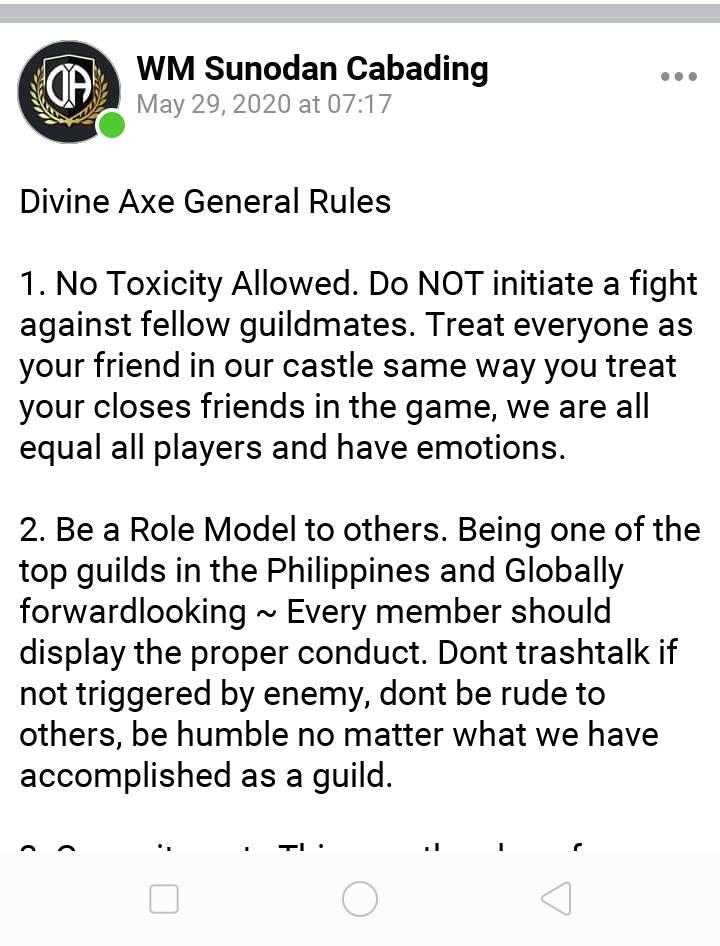 DA
WM Sunodan Cabading
May 29, 2020 at 07:17
Divine Axe General Rules
1. No Toxicity Allowed. Do NOT initiate a fight
against fellow guildmates. Treat everyone as
your friend in our castle same way you treat
your closes friends in the game, we are all
equal all players and have emotions.
2. Be a Role Model to others. Being one of the
top guilds in the Philippines and Globally
forwardlooking ~ Every member should
display the proper conduct. Dont trashtalk if
not triggered by enemy, dont be rude to
others, be humble no matter what we have
accomplished as a guild.